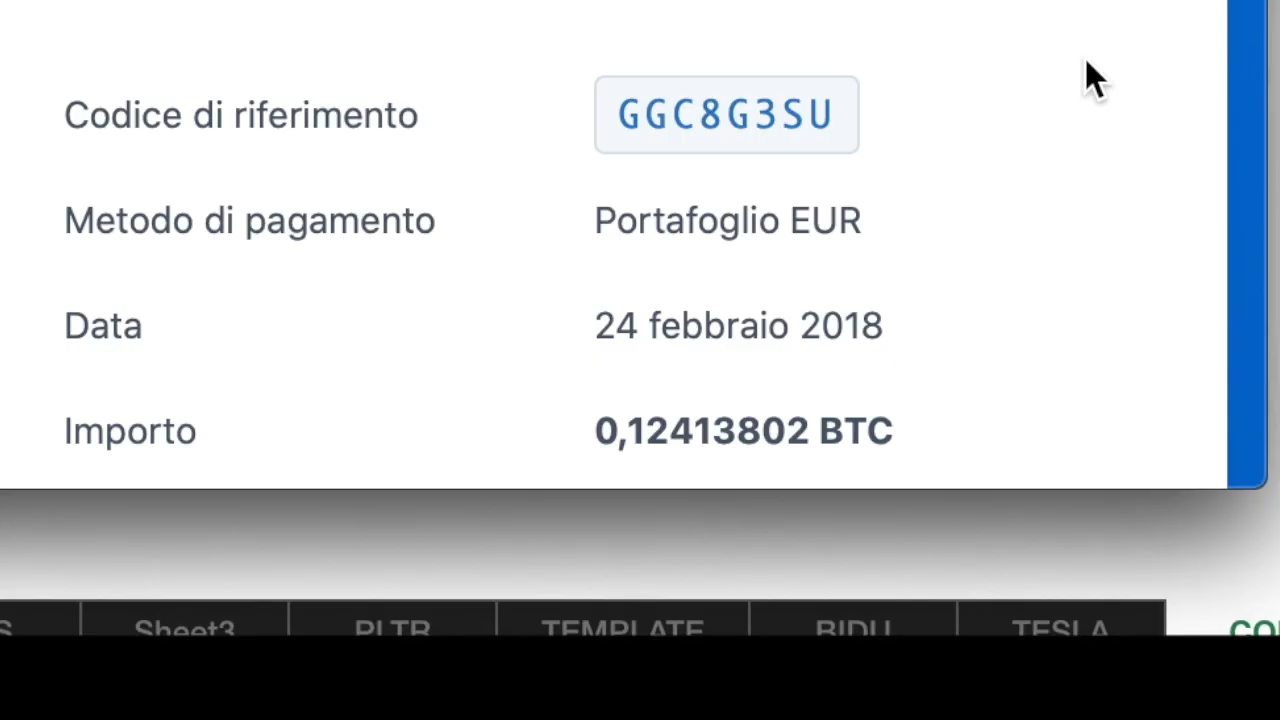 Codice di riferimento GGC8G3SU
Metodo di pagamento Portafoglio EUR
Data 24 febbraio 2018
Importo 0,12413802 BTC
Sheet3 PLTR TEMPLATE BIDU TESLA